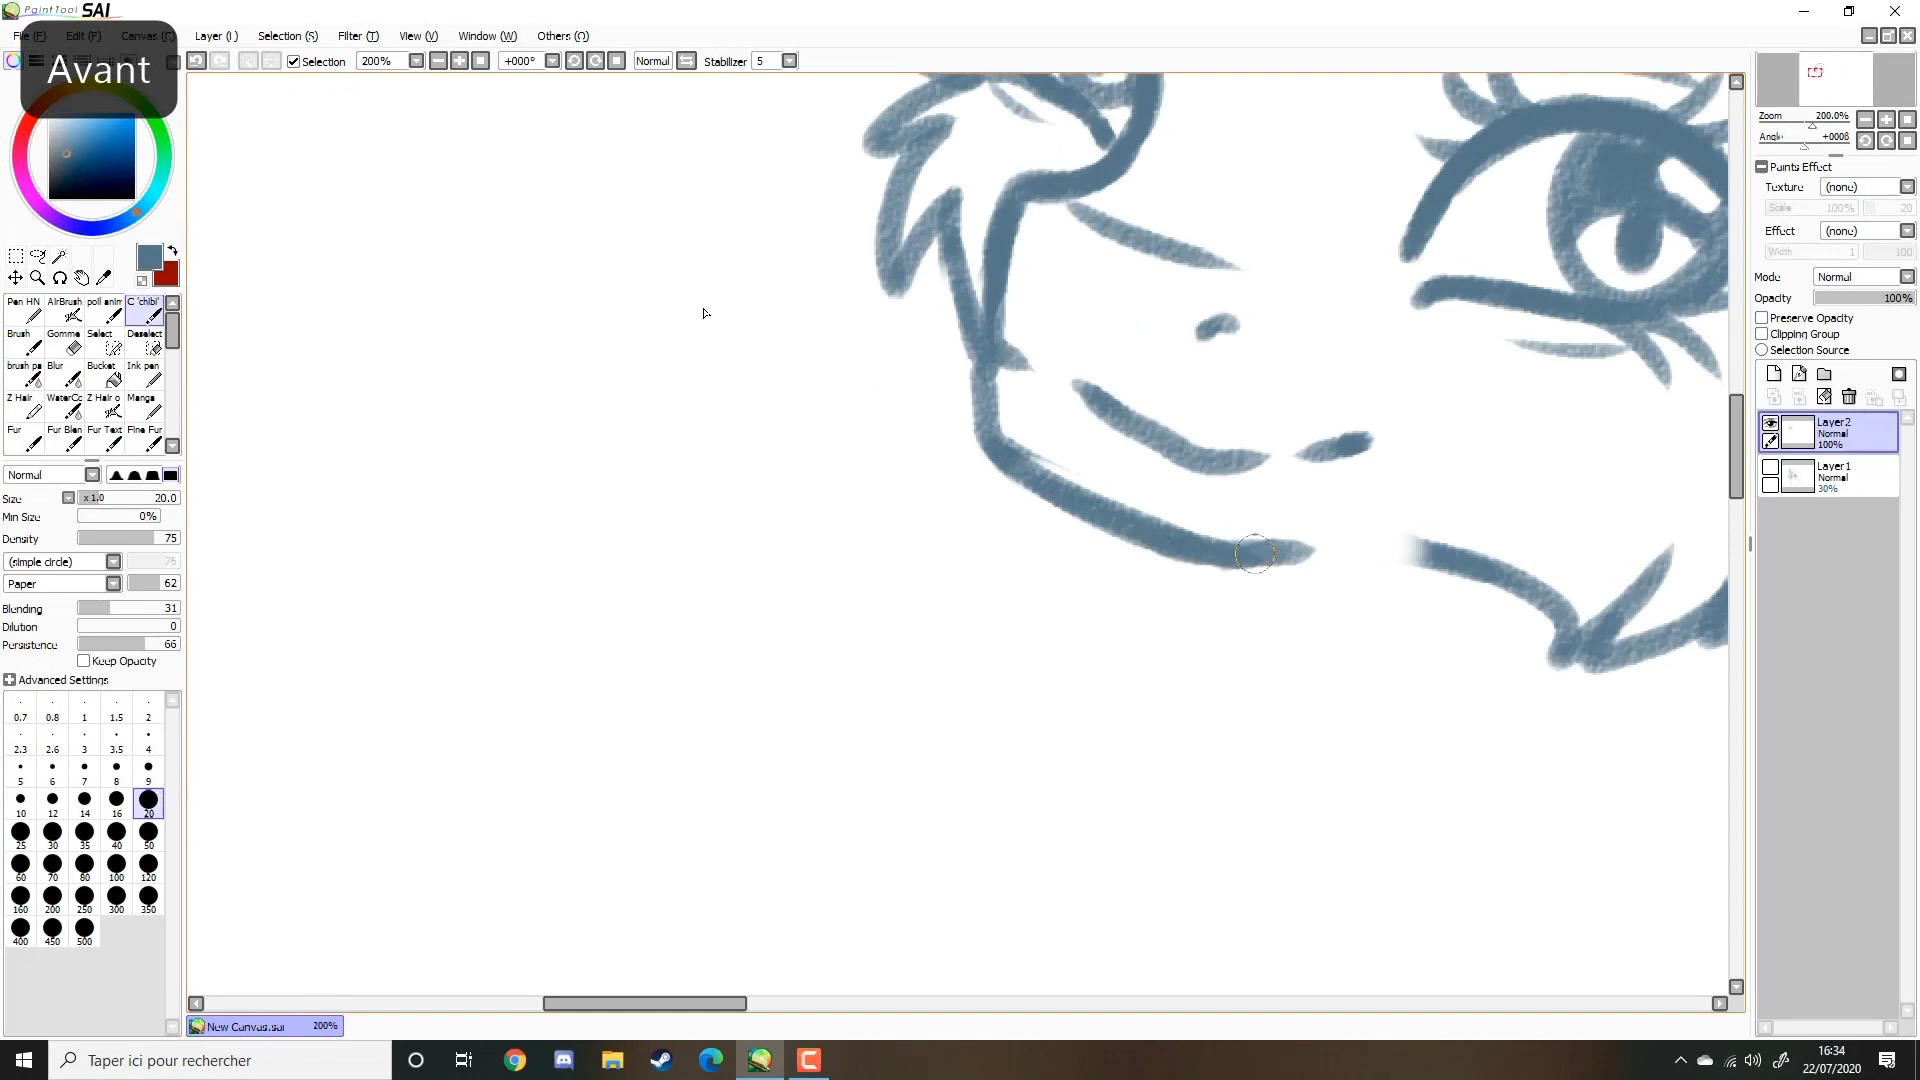 PaintTool SAI
Avant
File (F) Edit (E) Canvas (C) Layer (L) Selection (S) Filter (T) View (V) Window (W) Others (O)
Selection 200% +000° Normal Stabilizer 5
Pen HN AirBrush poil anim C 'chibi'
Brush Gomme Select Deselect
brush pa Blur Bucket Ink pen
Z Hair WaterCo Z Hair o Manga
Fur Fur Blen Fur Text Fine Fur
Normal
Size x 1.0 20.0
Min Size 0%
Density 75
(simple circle) 76
Paper 62
Blending 31
Dilution 0
Persistence 66
Keep Opacity
Advanced Settings
0.7 0.8 1 1.5 2
2.3 2.6 3 3.5 4
5 6 7 8 9
10 12 14 16 20
25 30 35 40 50
60 70 80 100 120
160 200 250 300 350
400 450 500
Zoom 200.0%
Angle +000ß
Paints Effect
Texture (none)
Scale 100% 20
Effect (none)
Width 1 100
Mode Normal
Opacity 100%
Preserve Opacity
Clipping Group
Selection Source
Layer2
Normal
100%
Layer1
Normal
30%
New Canvas.sai 200%
Taper ici pour rechercher
16:34
22/07/2020